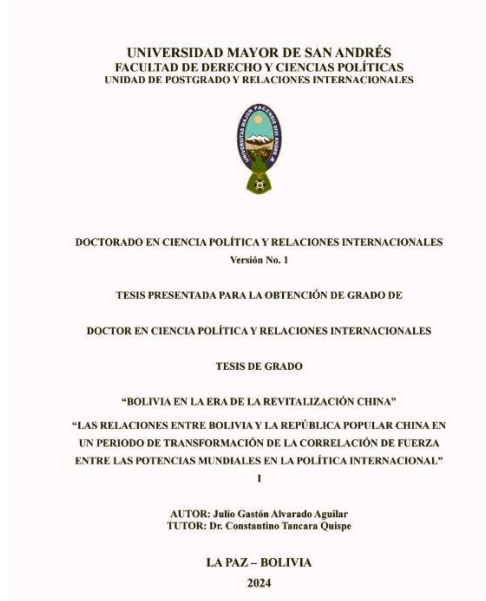 UNIVERSIDAD MAYOR DE SAN ANDRÉS
FACULTAD DE DERECHO Y CIENCIAS POLÍTICAS
UNIDAD DE POSTGRADO Y RELACIONES INTERNACIONALES
DOCTORADO EN CIENCIA POLÍTICA Y RELACIONES INTERNACIONALES
Versión No. 1
TESIS PRESENTADA PARA LA OBTENCIÓN DE GRADO DE
DOCTOR EN CIENCIA POLÍTICA Y RELACIONES INTERNACIONALES
TESIS DE GRADO
“BOLIVIA EN LA ERA DE LA REVITALIZACIÓN CHINA”
“LAS RELACIONES ENTRE BOLIVIA Y LA REPÚBLICA POPULAR CHINA EN
UN PERIODO DE TRANSFORMACIÓN DE LA CORRELACIÓN DE FUERZA
ENTRE LAS POTENCIAS MUNDIALES EN LA POLÍTICA INTERNACIONAL”
I
AUTOR: Julio Gastón Alvarado Aguilar
TUTOR: Dr. Constantino Tancara Quispe
LA PAZ – BOLIVIA
2024